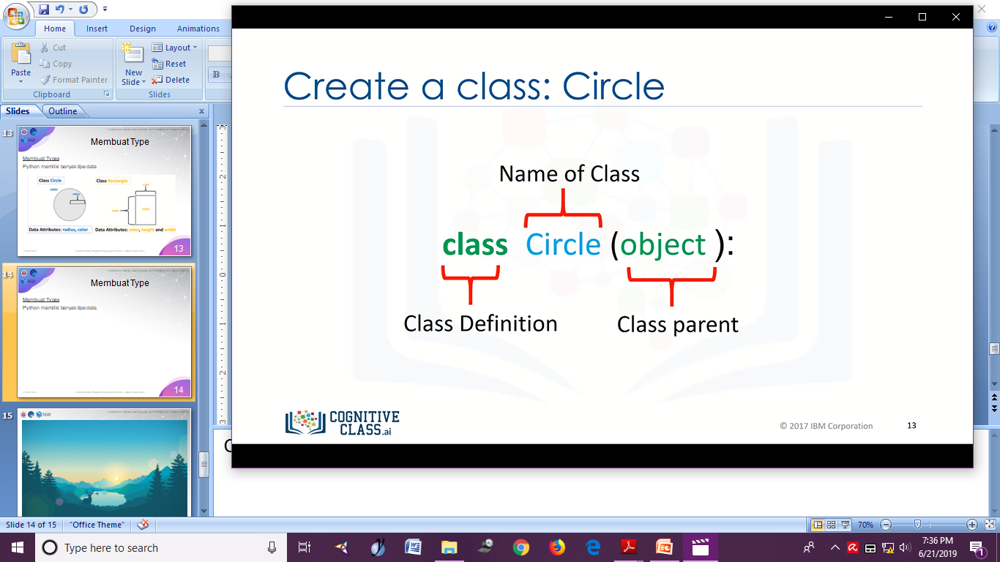 Home Insert Design Animations
Cut
Copy
Format Painter
Paste
Clipboard
New Slide
Layout
Reset
Delete
Slides
B
Slides Outline
13
Membuat Type
Membuat Types
Python memiliki banyak tipe data
Class Circle Class Rectangle
color
radius
color
Data Attributes: radius, color Data Attributes: color, height and width
13
14
Membuat Type
Membuat Types
Python memiliki banyak tipe data
14
15
Create a class: Circle
Name of Class
class Circle (object ):
Class Definition Class parent
COGNITIVE
CLASS.ai
© 2017 IBM Corporation 13
Slide 14 of 15 "Office Theme" 70%
Type here to search
7:36 PM
6/21/2019
1